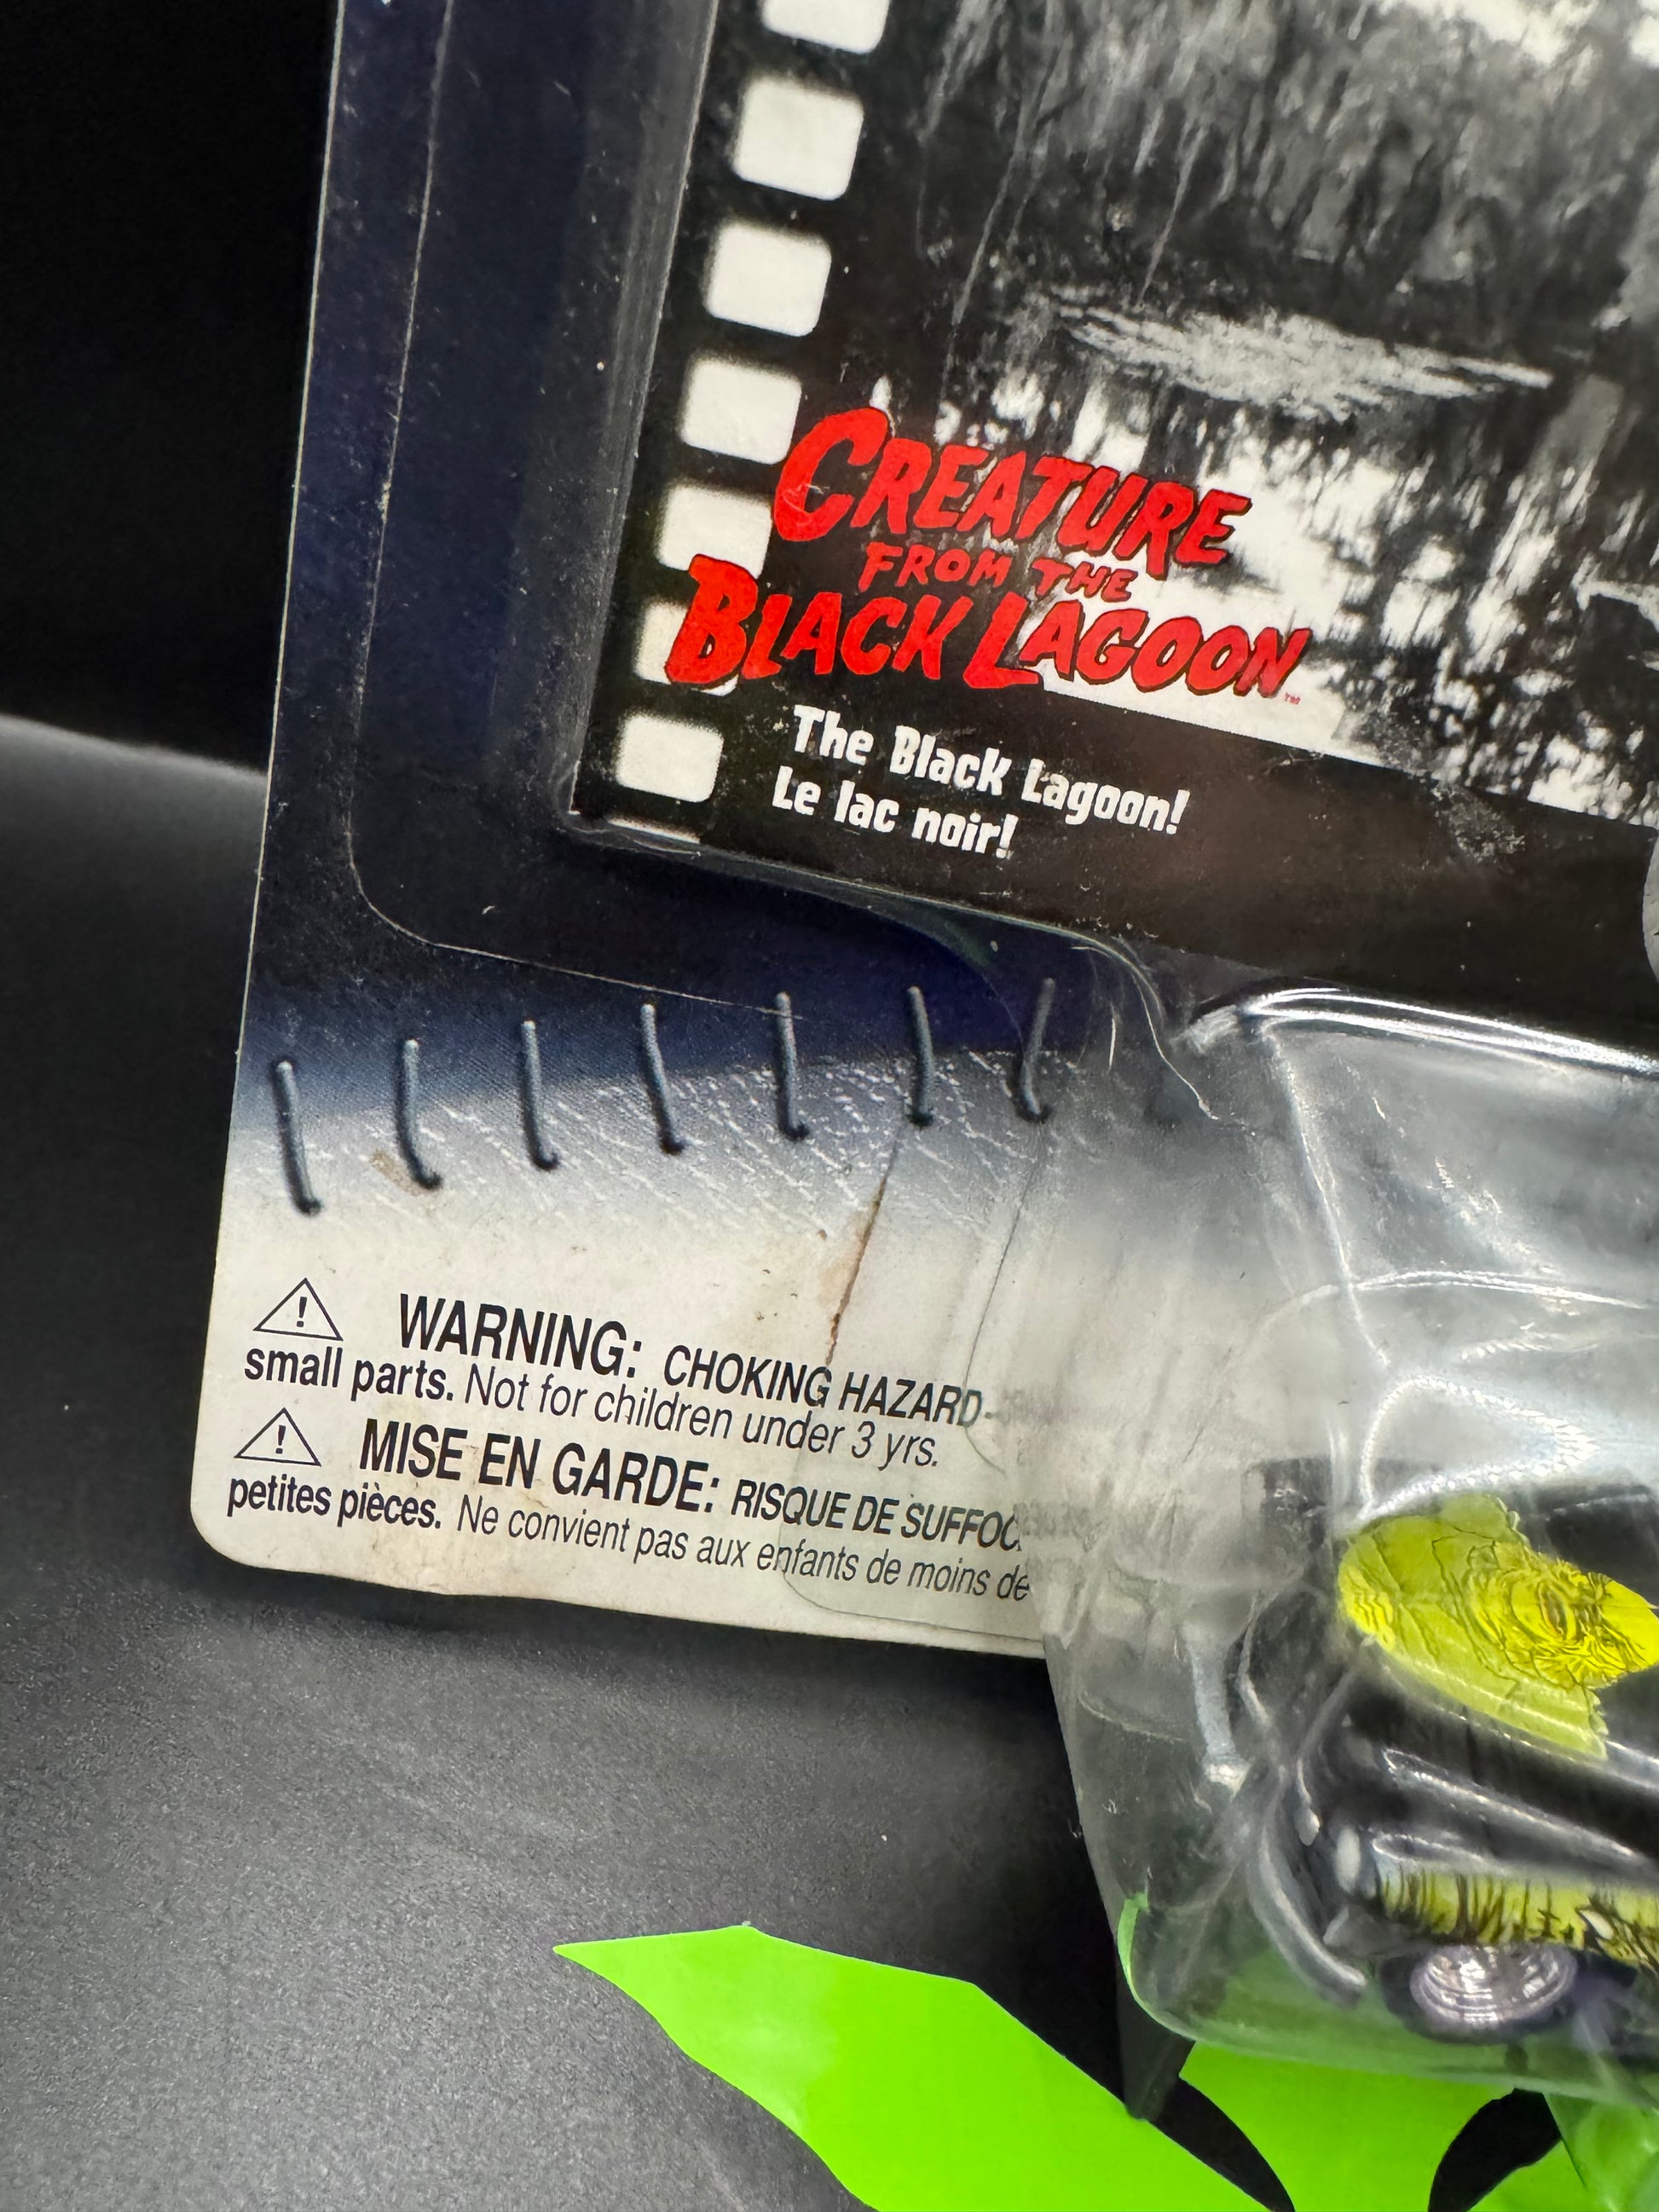 CREATURE
FROM THE
BLACK LAGOON™
The Black Lagoon!
Le lac noir!
WARNING: CHOKING HAZARD-
small parts. Not for children under 3 yrs.
MISE EN GARDE: RISQUE DE SUFFOC
petites pièces. Ne convient pas aux enfants de moins de